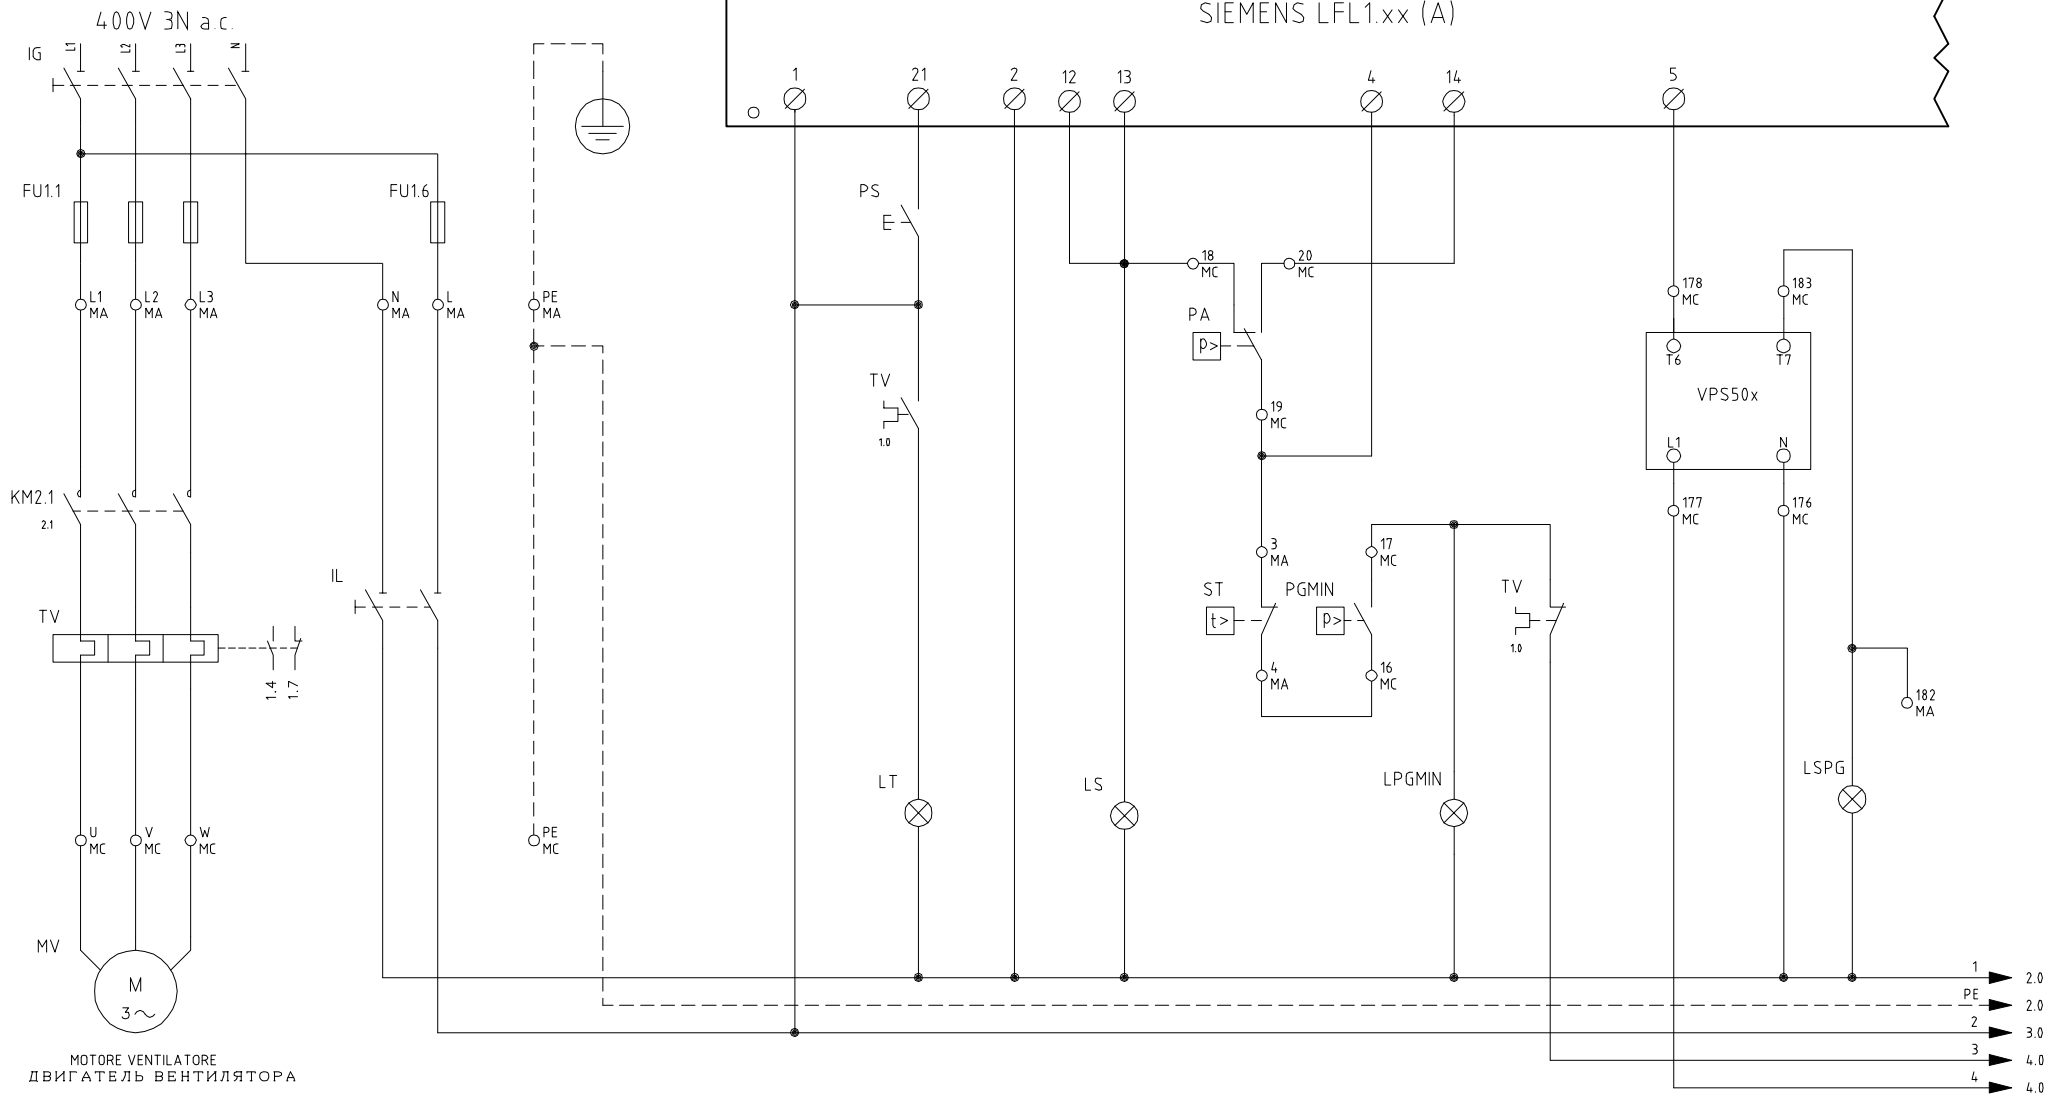 400V 3N a.c.
SIEMENS LFL1.xx (A)
IG
L1
L2
L3
N
1
21
2
12
13
4
14
5
FU1.1
FU1.6
PS
E
18
MC
20
MC
L1
MA
L2
MA
L3
MA
N
MA
L
MA
PE
MA
178
MC
183
MC
PA
p>
T6
T7
TV
1.0
19
MC
VPS50x
L1
N
KM2.1
2.1
177
MC
176
MC
3
MA
17
MC
IL
ST
t>
PGMIN
p>
TV
1.0
TV
1.4
1.7
4
MA
16
MC
182
MA
LT
LS
LPGMIN
LSPG
U
MC
V
MC
W
MC
PE
MC
MV
M
3~
1
2.0
PE
2.0
2
3.0
3
4.0
4
4.0
MOTORE VENTILATORE
ДВИГАТЕЛЬ ВЕНТИЛЯТОРА